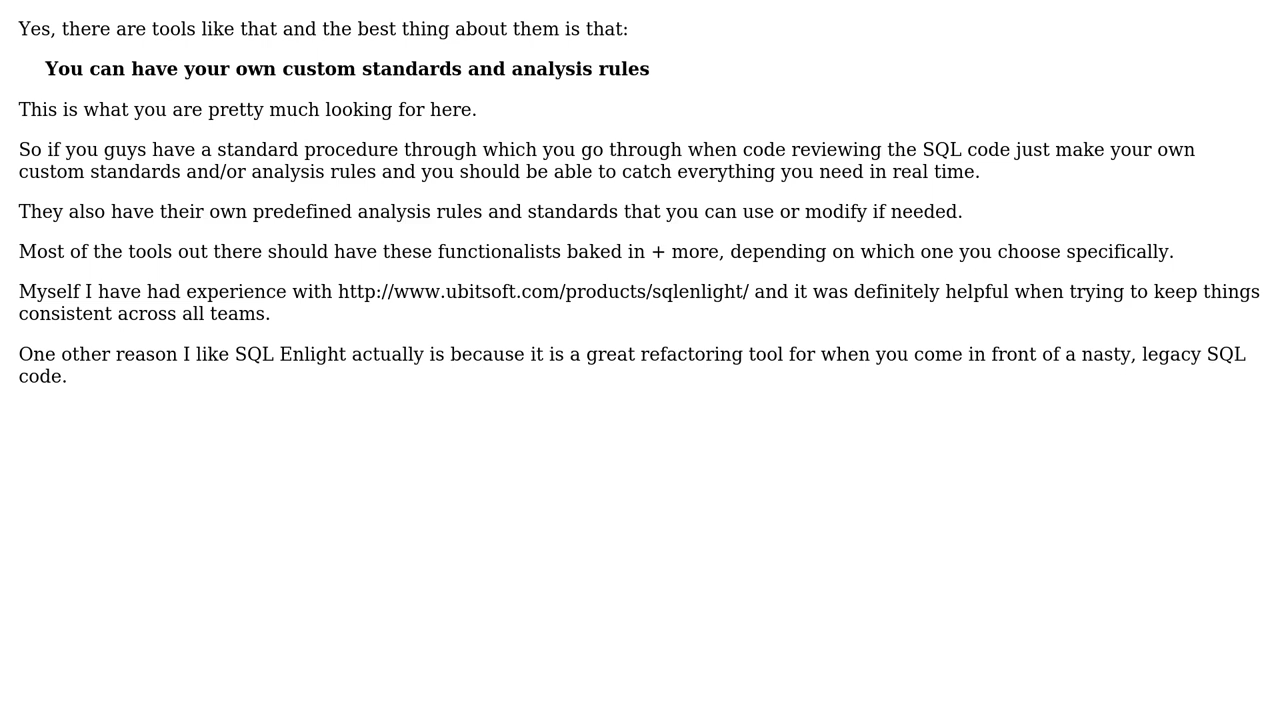 Yes, there are tools like that and the best thing about them is that:
You can have your own custom standards and analysis rules
This is what you are pretty much looking for here.
So if you guys have a standard procedure through which you go through when code reviewing the SQL code just make your own
custom standards and/or analysis rules and you should be able to catch everything you need in real time.
They also have their own predefined analysis rules and standards that you can use or modify if needed.
Most of the tools out there should have these functionalists baked in + more, depending on which one you choose specifically.
Myself I have had experience with http://www.ubitsoft.com/products/sqlenlight/ and it was definitely helpful when trying to keep things
consistent across all teams.
One other reason I like SQL Enlight actually is because it is a great refactoring tool for when you come in front of a nasty, legacy SQL
code.